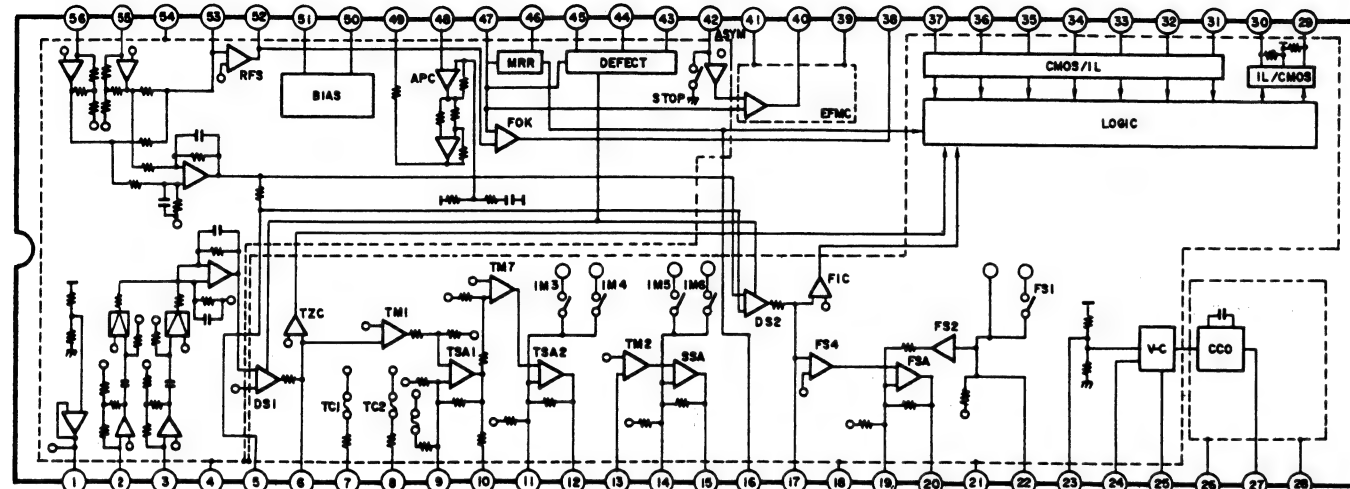 56 55 54 53 52 51 50 49 48 47 46 45 44 43 42 41 40 39 38 37 36 35 34 33 32 31 30 29
ASYM
RFS
APC
MRR
DEFECT
CMOS/IL
IL/CMOS
BIAS
STOP
EFMC
FOK
LOGIC
TM7
IM3
IM4
IM5
IM6
FIC
FS1
TZC
TM1
DS2
FS2
TSA1
TSA2
TM2
SSA
FS4
FSA
V-C
CCO
DS1
TC1
TC2
1 2 3 4 5 6 7 8 9 10 11 12 13 14 15 16 17 18 19 20 21 22 23 24 25 26 27 28